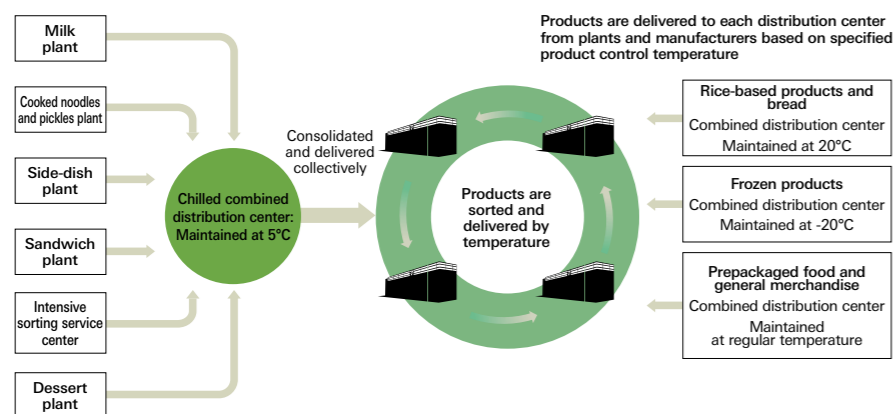 Milk
plant
Cooked noodles
and pickles plant
Side-dish
plant
Sandwich
plant
Intensive
sorting service
center
Dessert
plant
Chilled combined
distribution center:
Maintained at 5°C
Consolidated
and delivered
collectively
Products are
sorted and
delivered by
temperature
Products are delivered to each distribution center
from plants and manufacturers based on specified
product control temperature
Rice-based products and
bread
Combined distribution center
Maintained at 20°C
Frozen products
Combined distribution center
Maintained at -20°C
Prepackaged food and
general merchandise
Combined distribution center
Maintained
at regular temperature